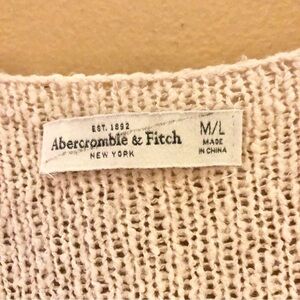 EST. 1892
Abercrombie & Fitch
NEW YORK
M/L
MADE
IN CHINA